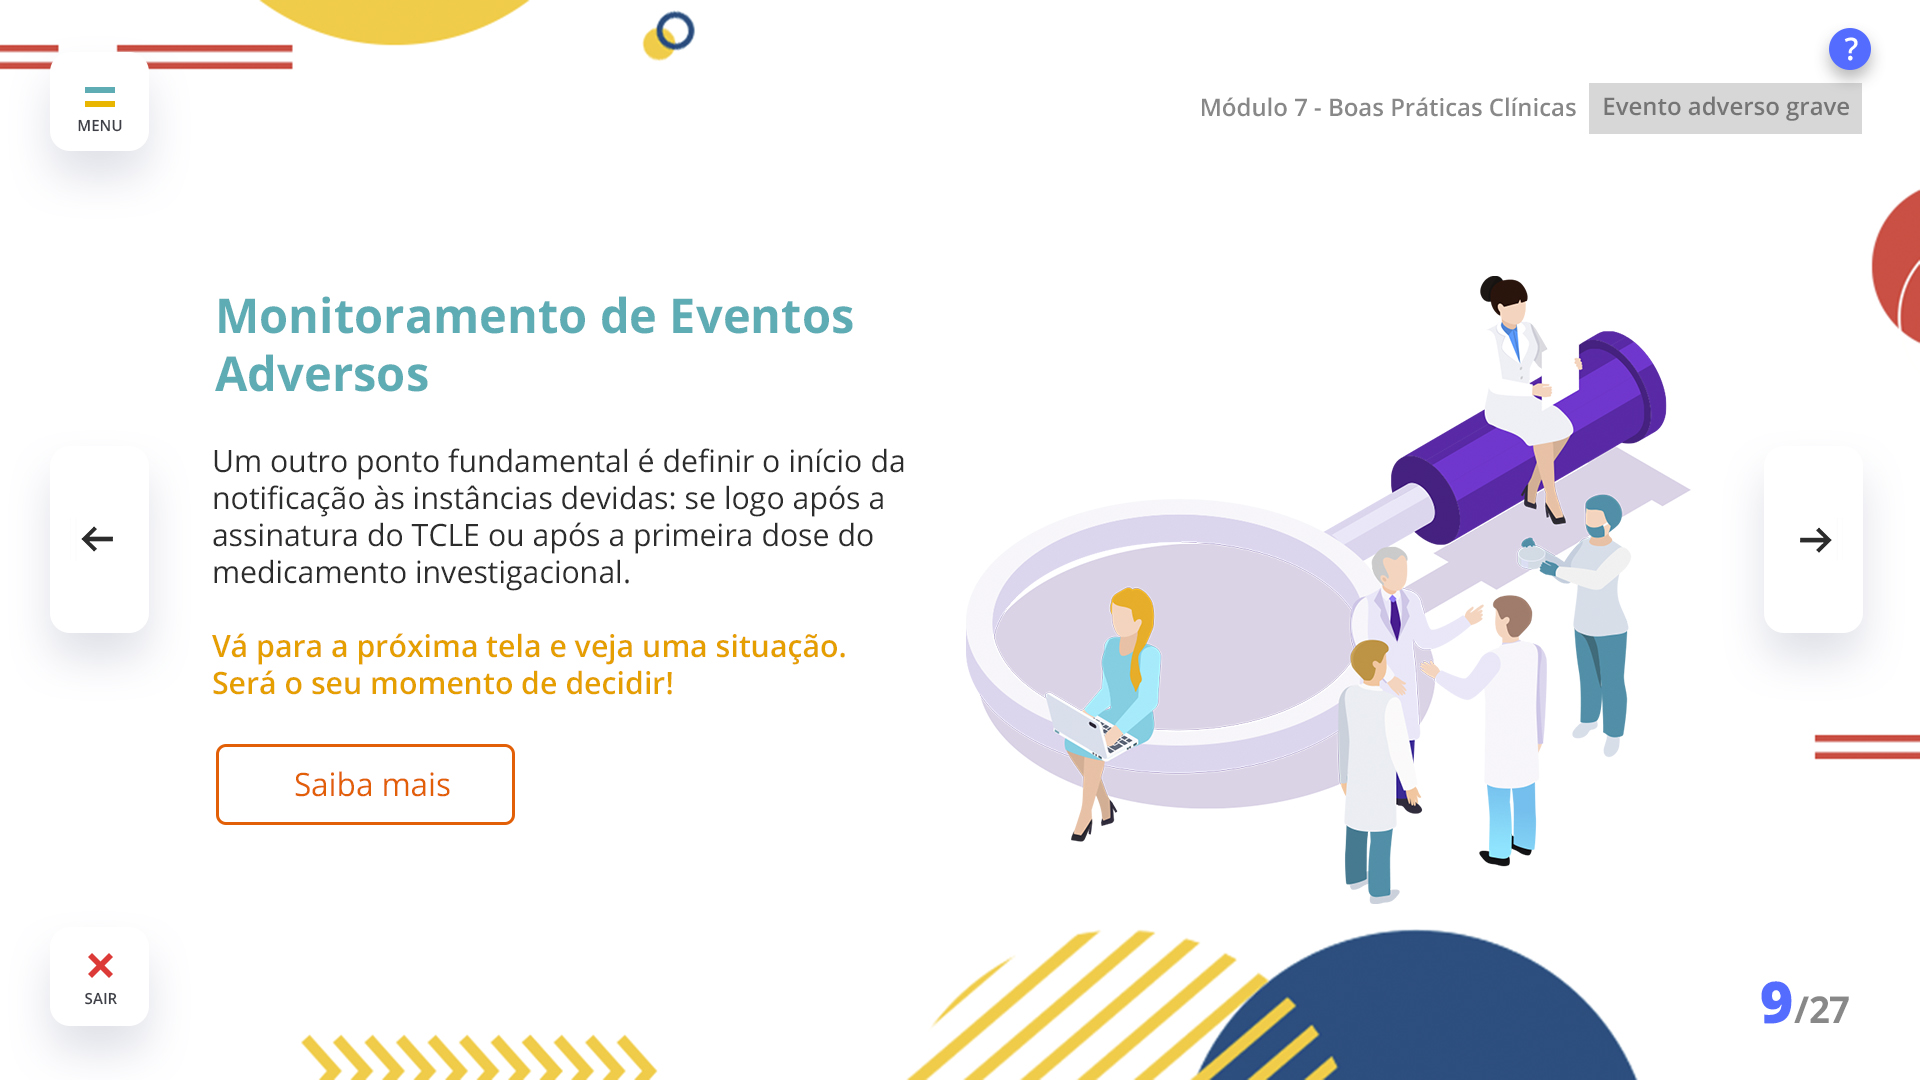 MENU
?
Módulo 7 - Boas Práticas Clínicas
Evento adverso grave
Monitoramento de Eventos
Adversos
Um outro ponto fundamental é definir o início da
notificação às instâncias devidas: se logo após a
assinatura do TCLE ou após a primeira dose do
medicamento investigacional.
Vá para a próxima tela e veja uma situação.
Será o seu momento de decidir!
Saiba mais
SAIR
9/27